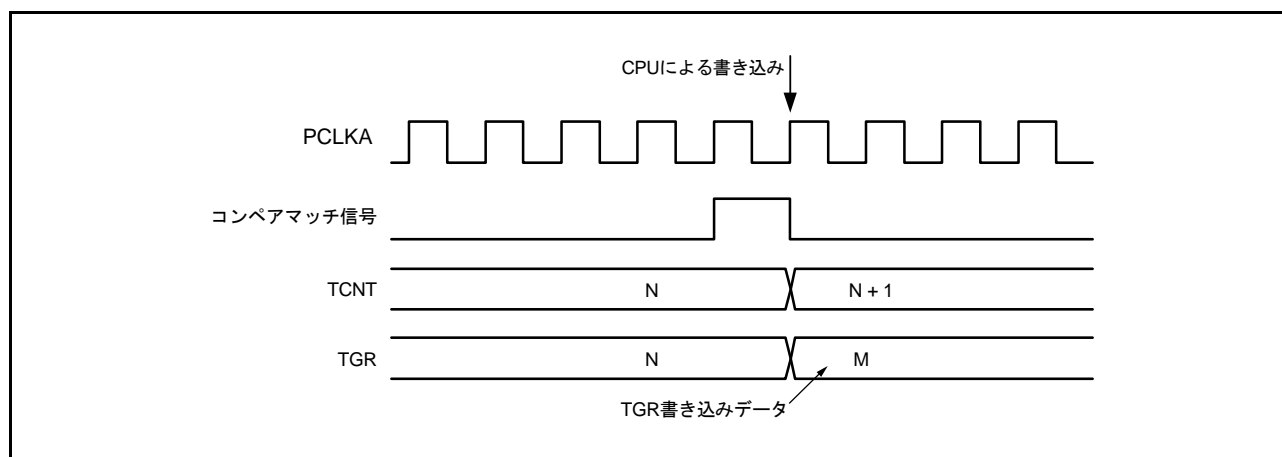 CPUによる書き込み
PCLKA
コンペアマッチ信号
TCNT
N
N + 1
TGR
N
M
TGR書き込みデータ